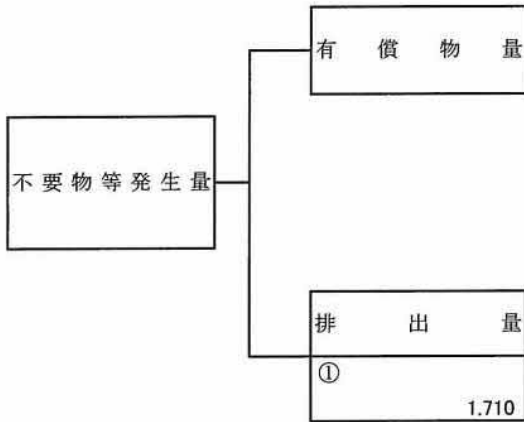 有償物量
不要物等発生量
排出量
①
1.710